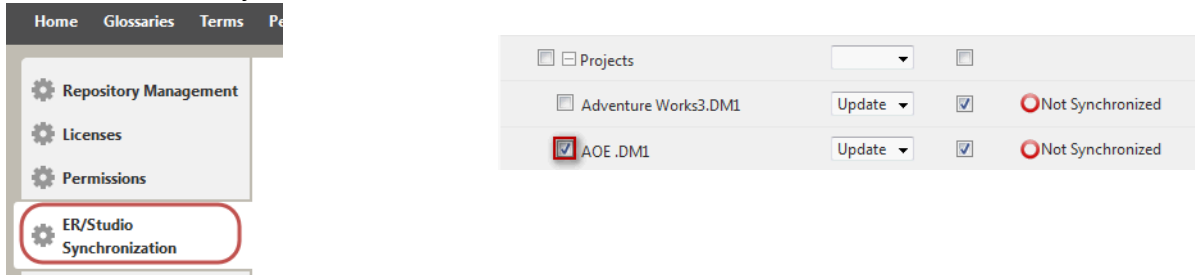 Home Glossaries Terms
Repository Management
Licenses
Permissions
ER/Studio
Synchronization
Projects
Adventure Works3.DM1 Update Not Synchronized
AOE .DM1 Update Not Synchronized